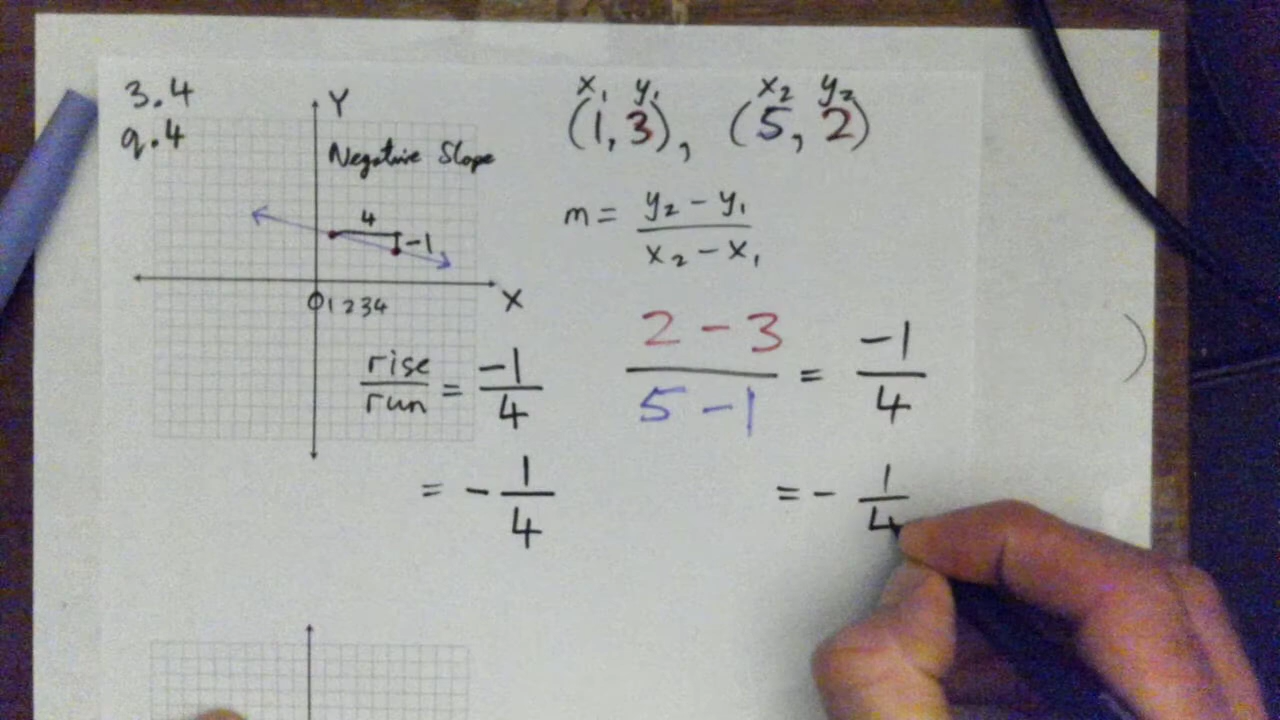 3.4
q.4
Y
Negative Slope
4
-1
X
0 1 2 3 4
rise/run = -1/4
= - 1/4
x₁ y₁ x₂ y₂
(1, 3), (5, 2)
m = y₂ - y₁ / x₂ - x₁
2 - 3 / 5 - 1 = -1/4
= - 1/4